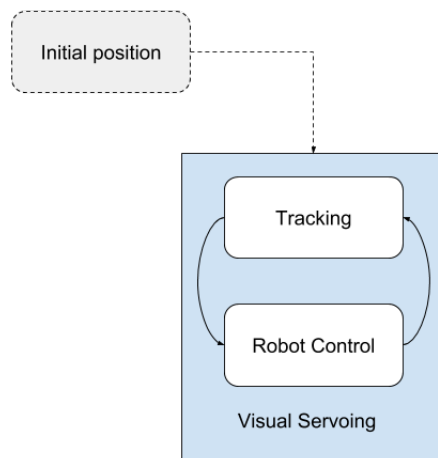 Initial position
Tracking
Robot Control
Visual Servoing